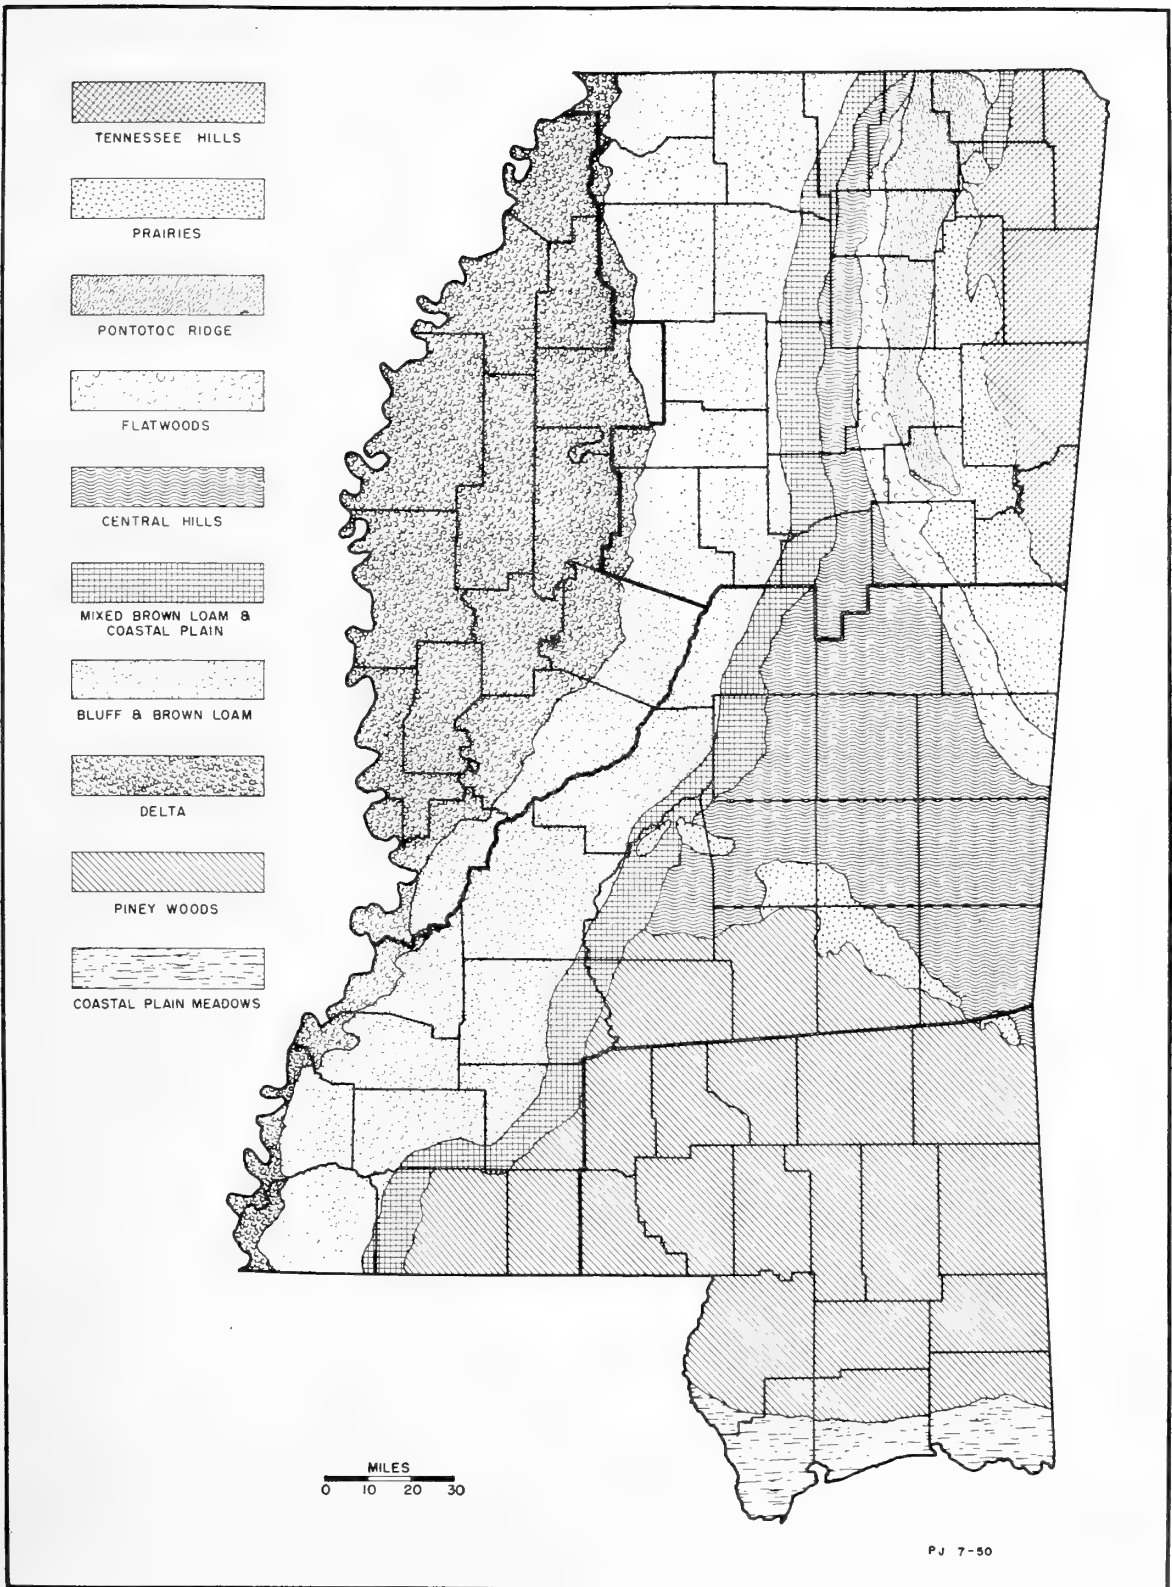 TENNESSEE HILLS
PRAIRIES
PONTOTOC RIDGE
FLATWOODS
CENTRAL HILLS
MIXED BROWN LOAM &
COASTAL PLAIN
BLUFF & BROWN LOAM
DELTA
PINEY WOODS
COASTAL PLAIN MEADOWS
MILES
0 10 20 30
PJ 7-50